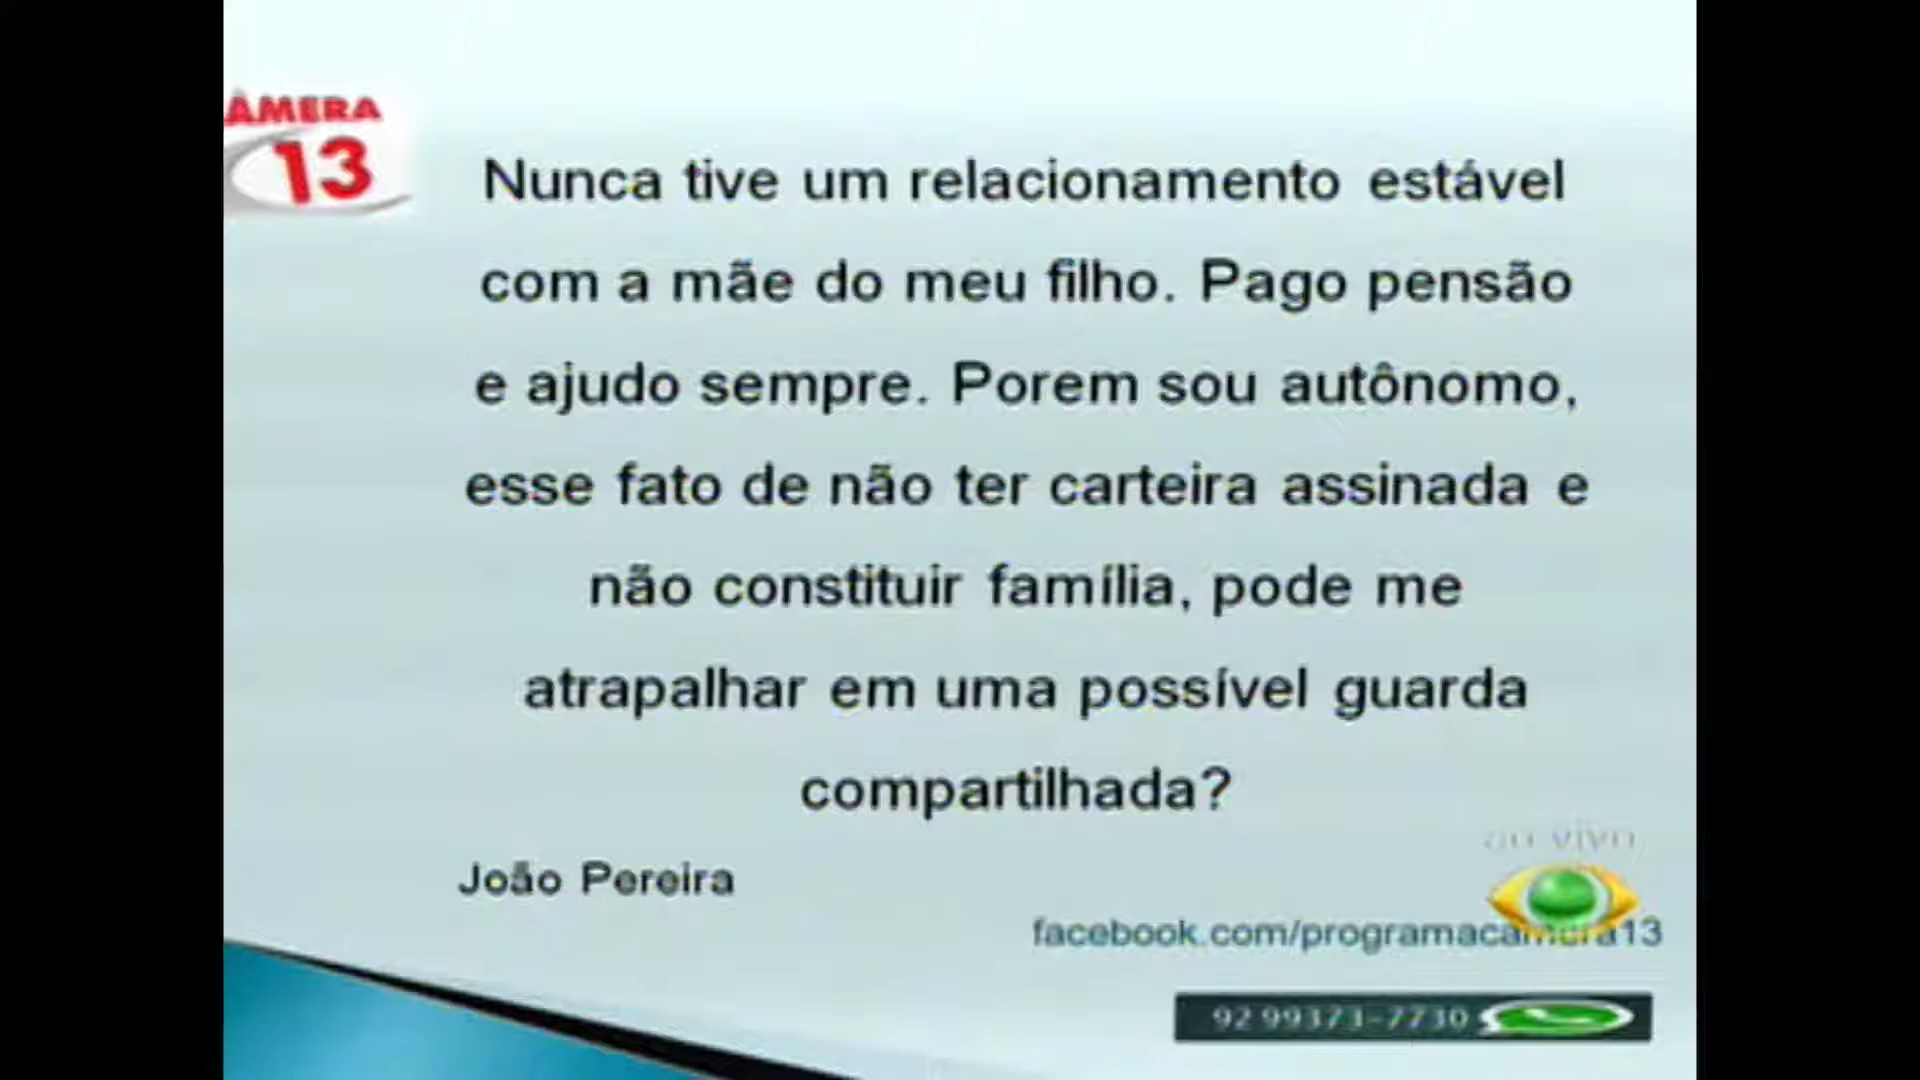 ÂMERA
13
Nunca tive um relacionamento estável
com a mãe do meu filho. Pago pensão
e ajudo sempre. Porem sou autônomo,
esse fato de não ter carteira assinada e
não constituir família, pode me
atrapalhar em uma possível guarda
compartilhada?
João Pereira
ao vivo
facebook.com/programacamera13
92 99373-7730